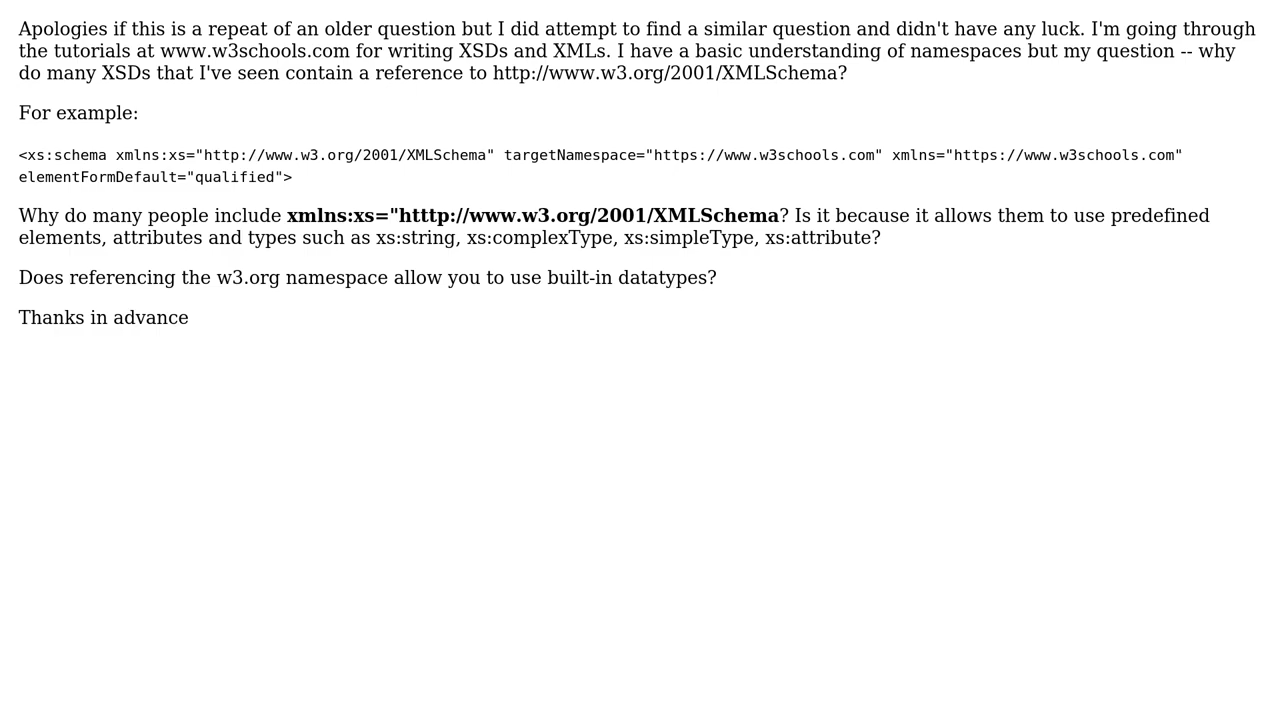 Apologies if this is a repeat of an older question but I did attempt to find a similar question and didn't have any luck. I'm going through
the tutorials at www.w3schools.com for writing XSDs and XMLs. I have a basic understanding of namespaces but my question -- why
do many XSDs that I've seen contain a reference to http://www.w3.org/2001/XMLSchema?
For example:
<xs:schema xmlns:xs="http://www.w3.org/2001/XMLSchema" targetNamespace="https://www.w3schools.com" xmlns="https://www.w3schools.com"
elementFormDefault="qualified">
Why do many people include xmlns:xs="htttp://www.w3.org/2001/XMLSchema? Is it because it allows them to use predefined
elements, attributes and types such as xs:string, xs:complexType, xs:simpleType, xs:attribute?
Does referencing the w3.org namespace allow you to use built-in datatypes?
Thanks in advance